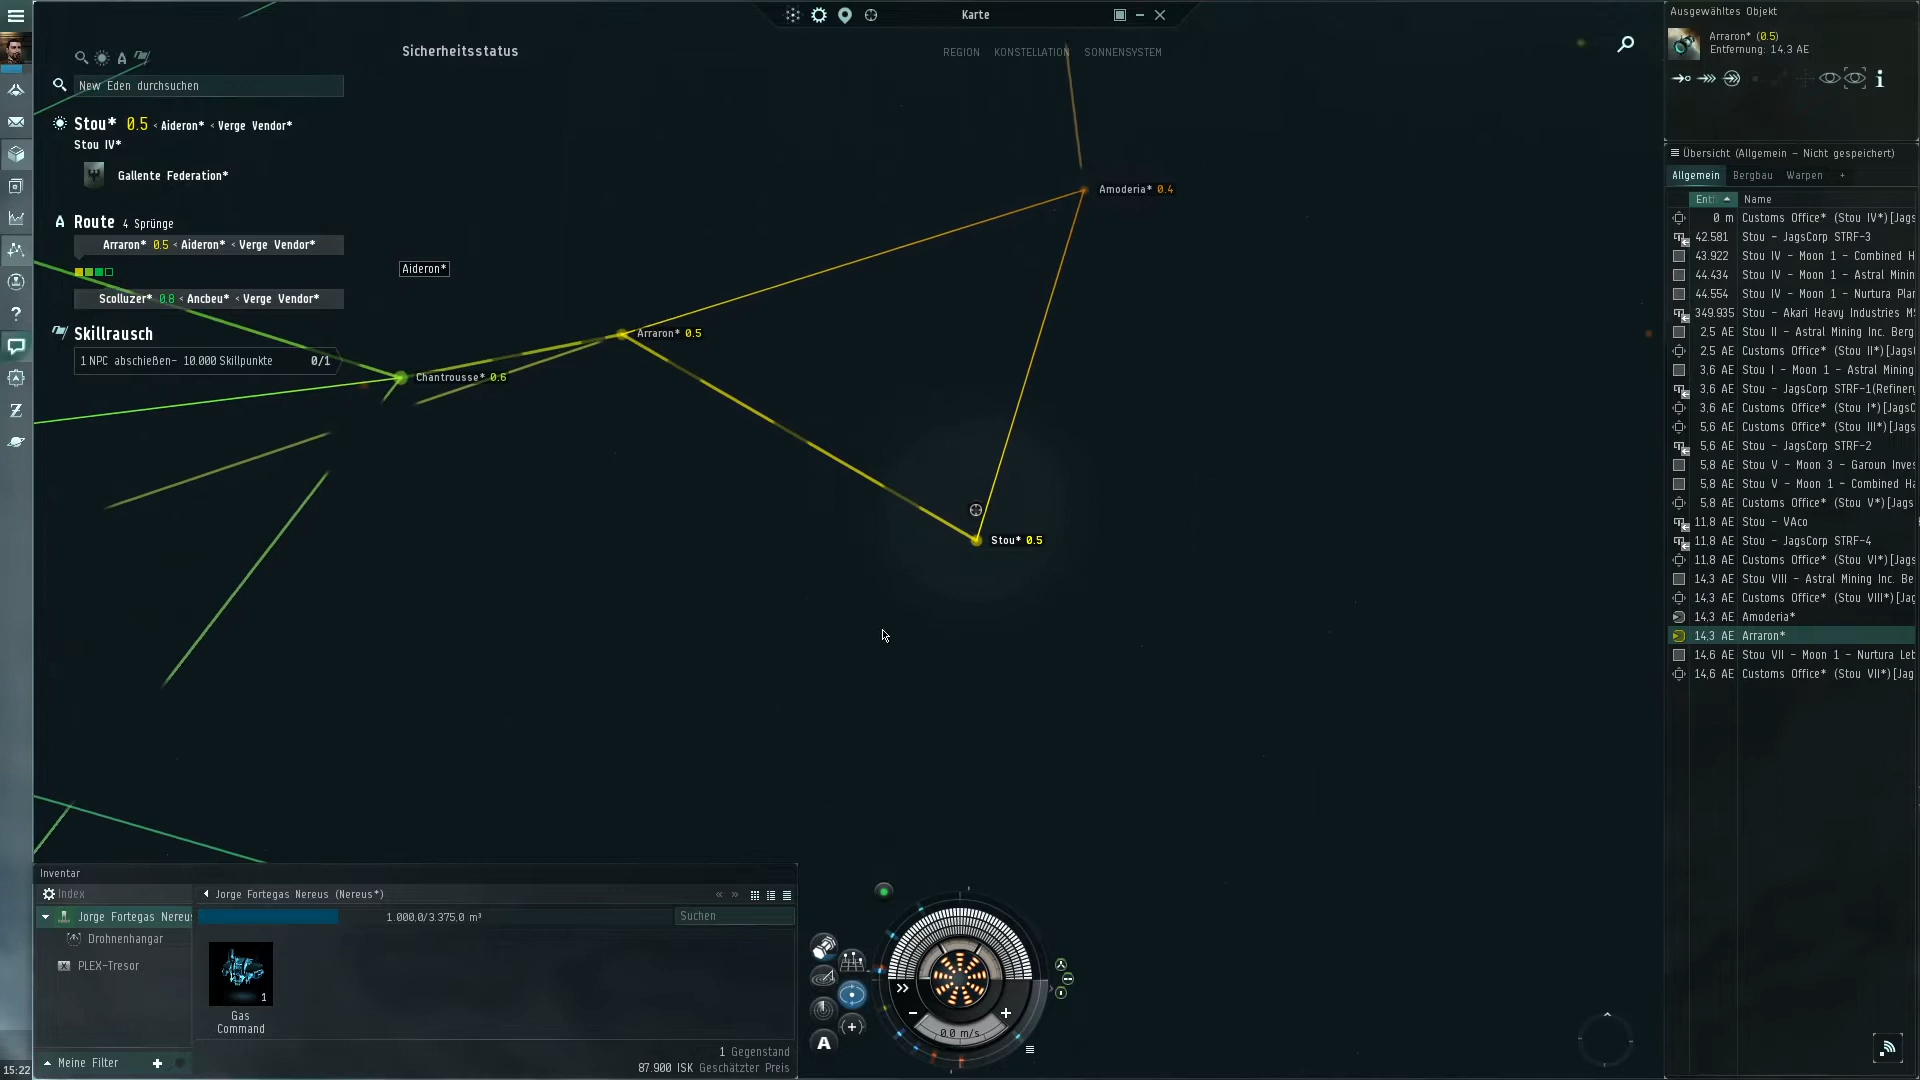 Karte
Sicherheitsstatus
REGION KONSTELLATION SONNENSYSTEM
New Eden durchsuchen
Stou* 0.5 < Aideron* < Verge Vendor*
Stou IV*
Gallente Federation*
A Route 4 Sprünge
Arraron* 0.5 < Aideron* < Verge Vendor*
Scolluzer* 0.8 < Ancbeu* < Verge Vendor*
Skillrausch
1 NPC abschießen– 10.000 Skillpunkte 0/1
Aideron*
Amoderia* 0.4
Arraron* 0.5
Chantrousse* 0.6
Stou* 0.5
Ausgewähltes Objekt
Arraron* (0.5)
Entfernung: 14,3 AE
Übersicht (Allgemein – Nicht gespeichert)
Allgemein Bergbau Warpen +
Entf Name
0 m Customs Office* (Stou IV*)[Jags
42.581 Stou – JagsCorp STRF-3
43.922 Stou IV – Moon 1 – Combined H
44.434 Stou IV – Moon 1 – Astral Minin
44.554 Stou IV – Moon 1 – Nurtura Plan
349.935 Stou – Akari Heavy Industries M
2,5 AE Stou II – Astral Mining Inc. Berg
2,5 AE Customs Office* (Stou II*)[Jags
3,6 AE Stou I – Moon 1 – Astral Mining
3,6 AE Stou – JagsCorp STRF-1(Refiner
3,6 AE Customs Office* (Stou I*)[JagsC
5,6 AE Customs Office* (Stou III*)[Jags
5,6 AE Stou – JagsCorp STRF-2
5,8 AE Stou V – Moon 3 – Garoun Inves
5,8 AE Stou V – Moon 1 – Combined Ha
5,8 AE Customs Office* (Stou V*)[Jags
11,8 AE Stou – VAco
11,8 AE Stou – JagsCorp STRF-4
11,8 AE Customs Office* (Stou VI*)[Jags
14,3 AE Stou VIII – Astral Mining Inc. Be
14,3 AE Customs Office* (Stou VIII*)[Jag
14,3 AE Amoderia*
14,3 AE Arraron*
14,6 AE Stou VII – Moon 1 – Nurtura Leb
14,6 AE Customs Office* (Stou VII*)[Jag
Inventar
Index
Jorge Fortegas Nereus (Nereus*)
Jorge Fortegas Nereus
1.000,0/3.375,0 m³
Suchen
Drohnenhangar
PLEX-Tresor
1
Gas
Command
Meine Filter +
1 Gegenstand
87.900 ISK Geschätzter Preis
0,0 m/s
A
15:22